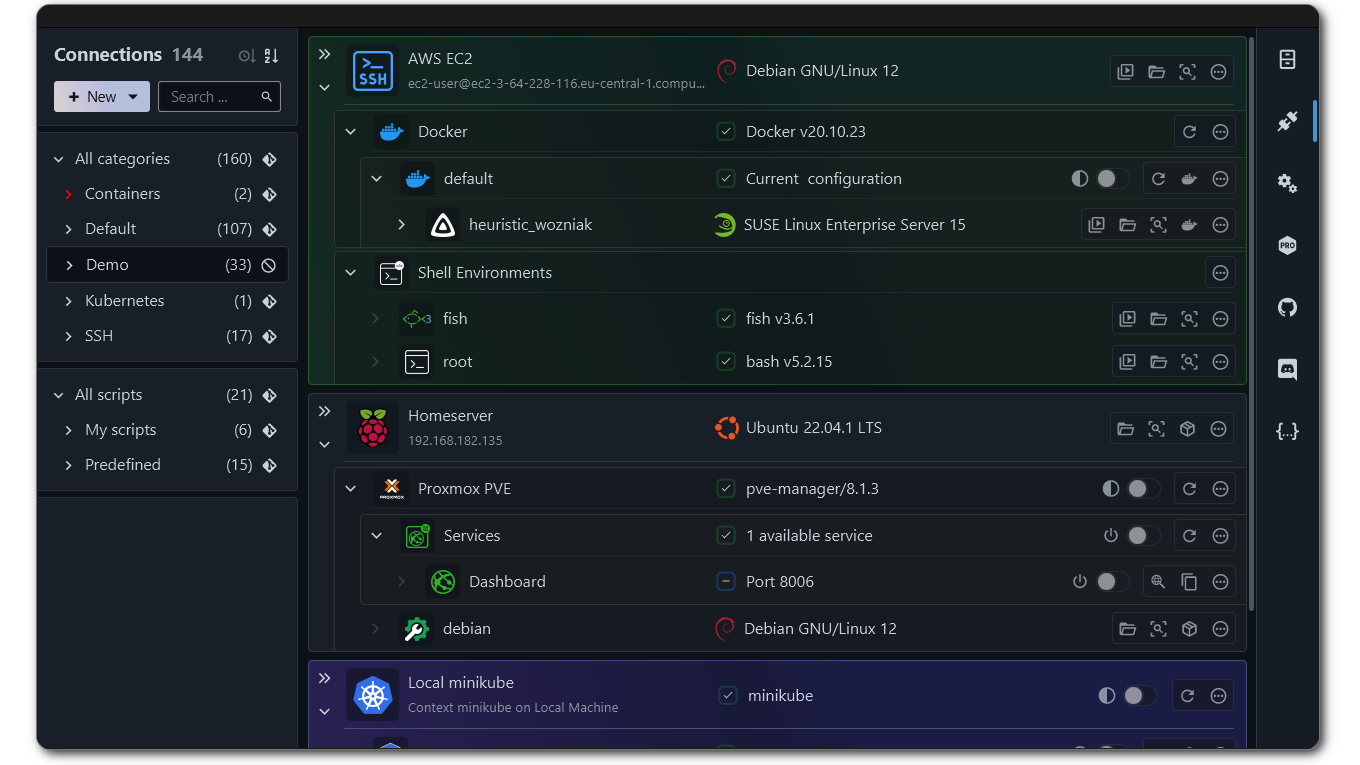 Connections 144
New
Search ...
All categories (160)
Containers (2)
Default (107)
Demo (33)
Kubernetes (1)
SSH (17)
All scripts (21)
My scripts (6)
Predefined (15)
SSH
AWS EC2
ec2-user@ec2-3-64-228-116.eu-central-1.compu...
Debian GNU/Linux 12
Docker
Docker v20.10.23
default
Current configuration
heuristic_wozniak
SUSE Linux Enterprise Server 15
Shell Environments
fish
fish v3.6.1
root
bash v5.2.15
Homeserver
192.168.182.135
Ubuntu 22.04.1 LTS
PROXMOX
Proxmox PVE
pve-manager/8.1.3
Services
1 available service
Dashboard
Port 8006
debian
Debian GNU/Linux 12
Local minikube
Context minikube on Local Machine
minikube
PRO